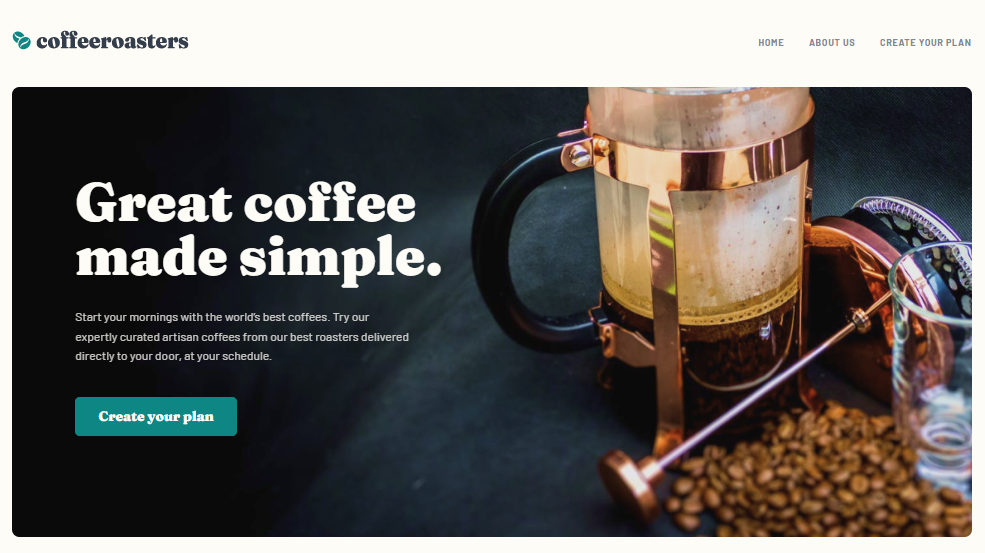 coffeeroasters
HOME
ABOUT US
CREATE YOUR PLAN
Great coffee
made simple.
Start your mornings with the world’s best coffees. Try our
expertly curated artisan coffees from our best roasters delivered
directly to your door, at your schedule.
Create your plan